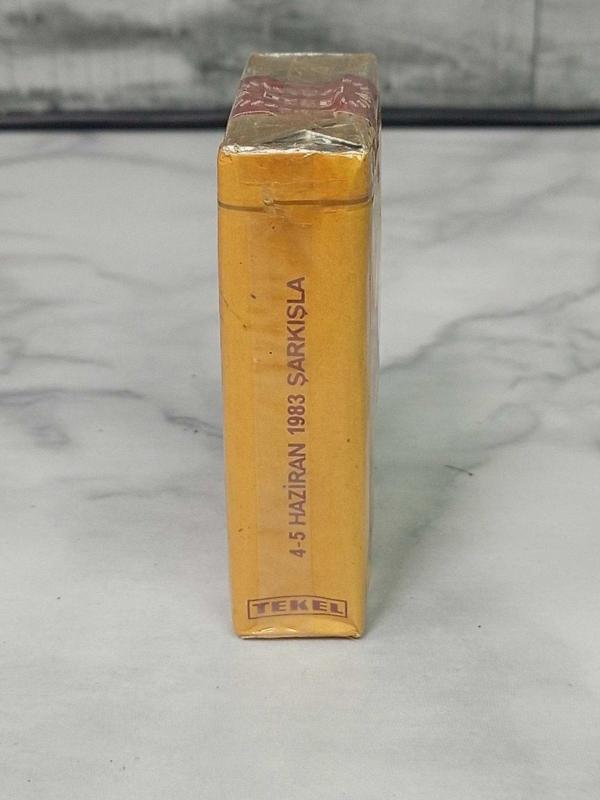 4-5 HAZİRAN 1983 ŞARKIŞLA
TEKEL